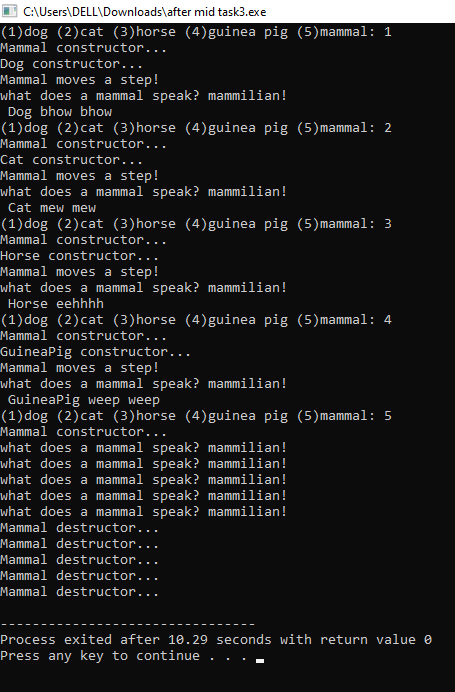 C:\Users\DELL\Downloads\after mid task3.exe
(1)dog (2)cat (3)horse (4)guinea pig (5)mammal: 1
Mammal constructor...
Dog constructor...
Mammal moves a step!
what does a mammal speak? mammilian!
 Dog bhow bhow
(1)dog (2)cat (3)horse (4)guinea pig (5)mammal: 2
Mammal constructor...
Cat constructor...
Mammal moves a step!
what does a mammal speak? mammilian!
 Cat mew mew
(1)dog (2)cat (3)horse (4)guinea pig (5)mammal: 3
Mammal constructor...
Horse constructor...
Mammal moves a step!
what does a mammal speak? mammilian!
 Horse eehhhh
(1)dog (2)cat (3)horse (4)guinea pig (5)mammal: 4
Mammal constructor...
GuineaPig constructor...
Mammal moves a step!
what does a mammal speak? mammilian!
 GuineaPig weep weep
(1)dog (2)cat (3)horse (4)guinea pig (5)mammal: 5
Mammal constructor...
what does a mammal speak? mammilian!
what does a mammal speak? mammilian!
what does a mammal speak? mammilian!
what does a mammal speak? mammilian!
what does a mammal speak? mammilian!
Mammal destructor...
Mammal destructor...
Mammal destructor...
Mammal destructor...
Mammal destructor...
--------------------------------
Process exited after 10.29 seconds with return value 0
Press any key to continue . . .